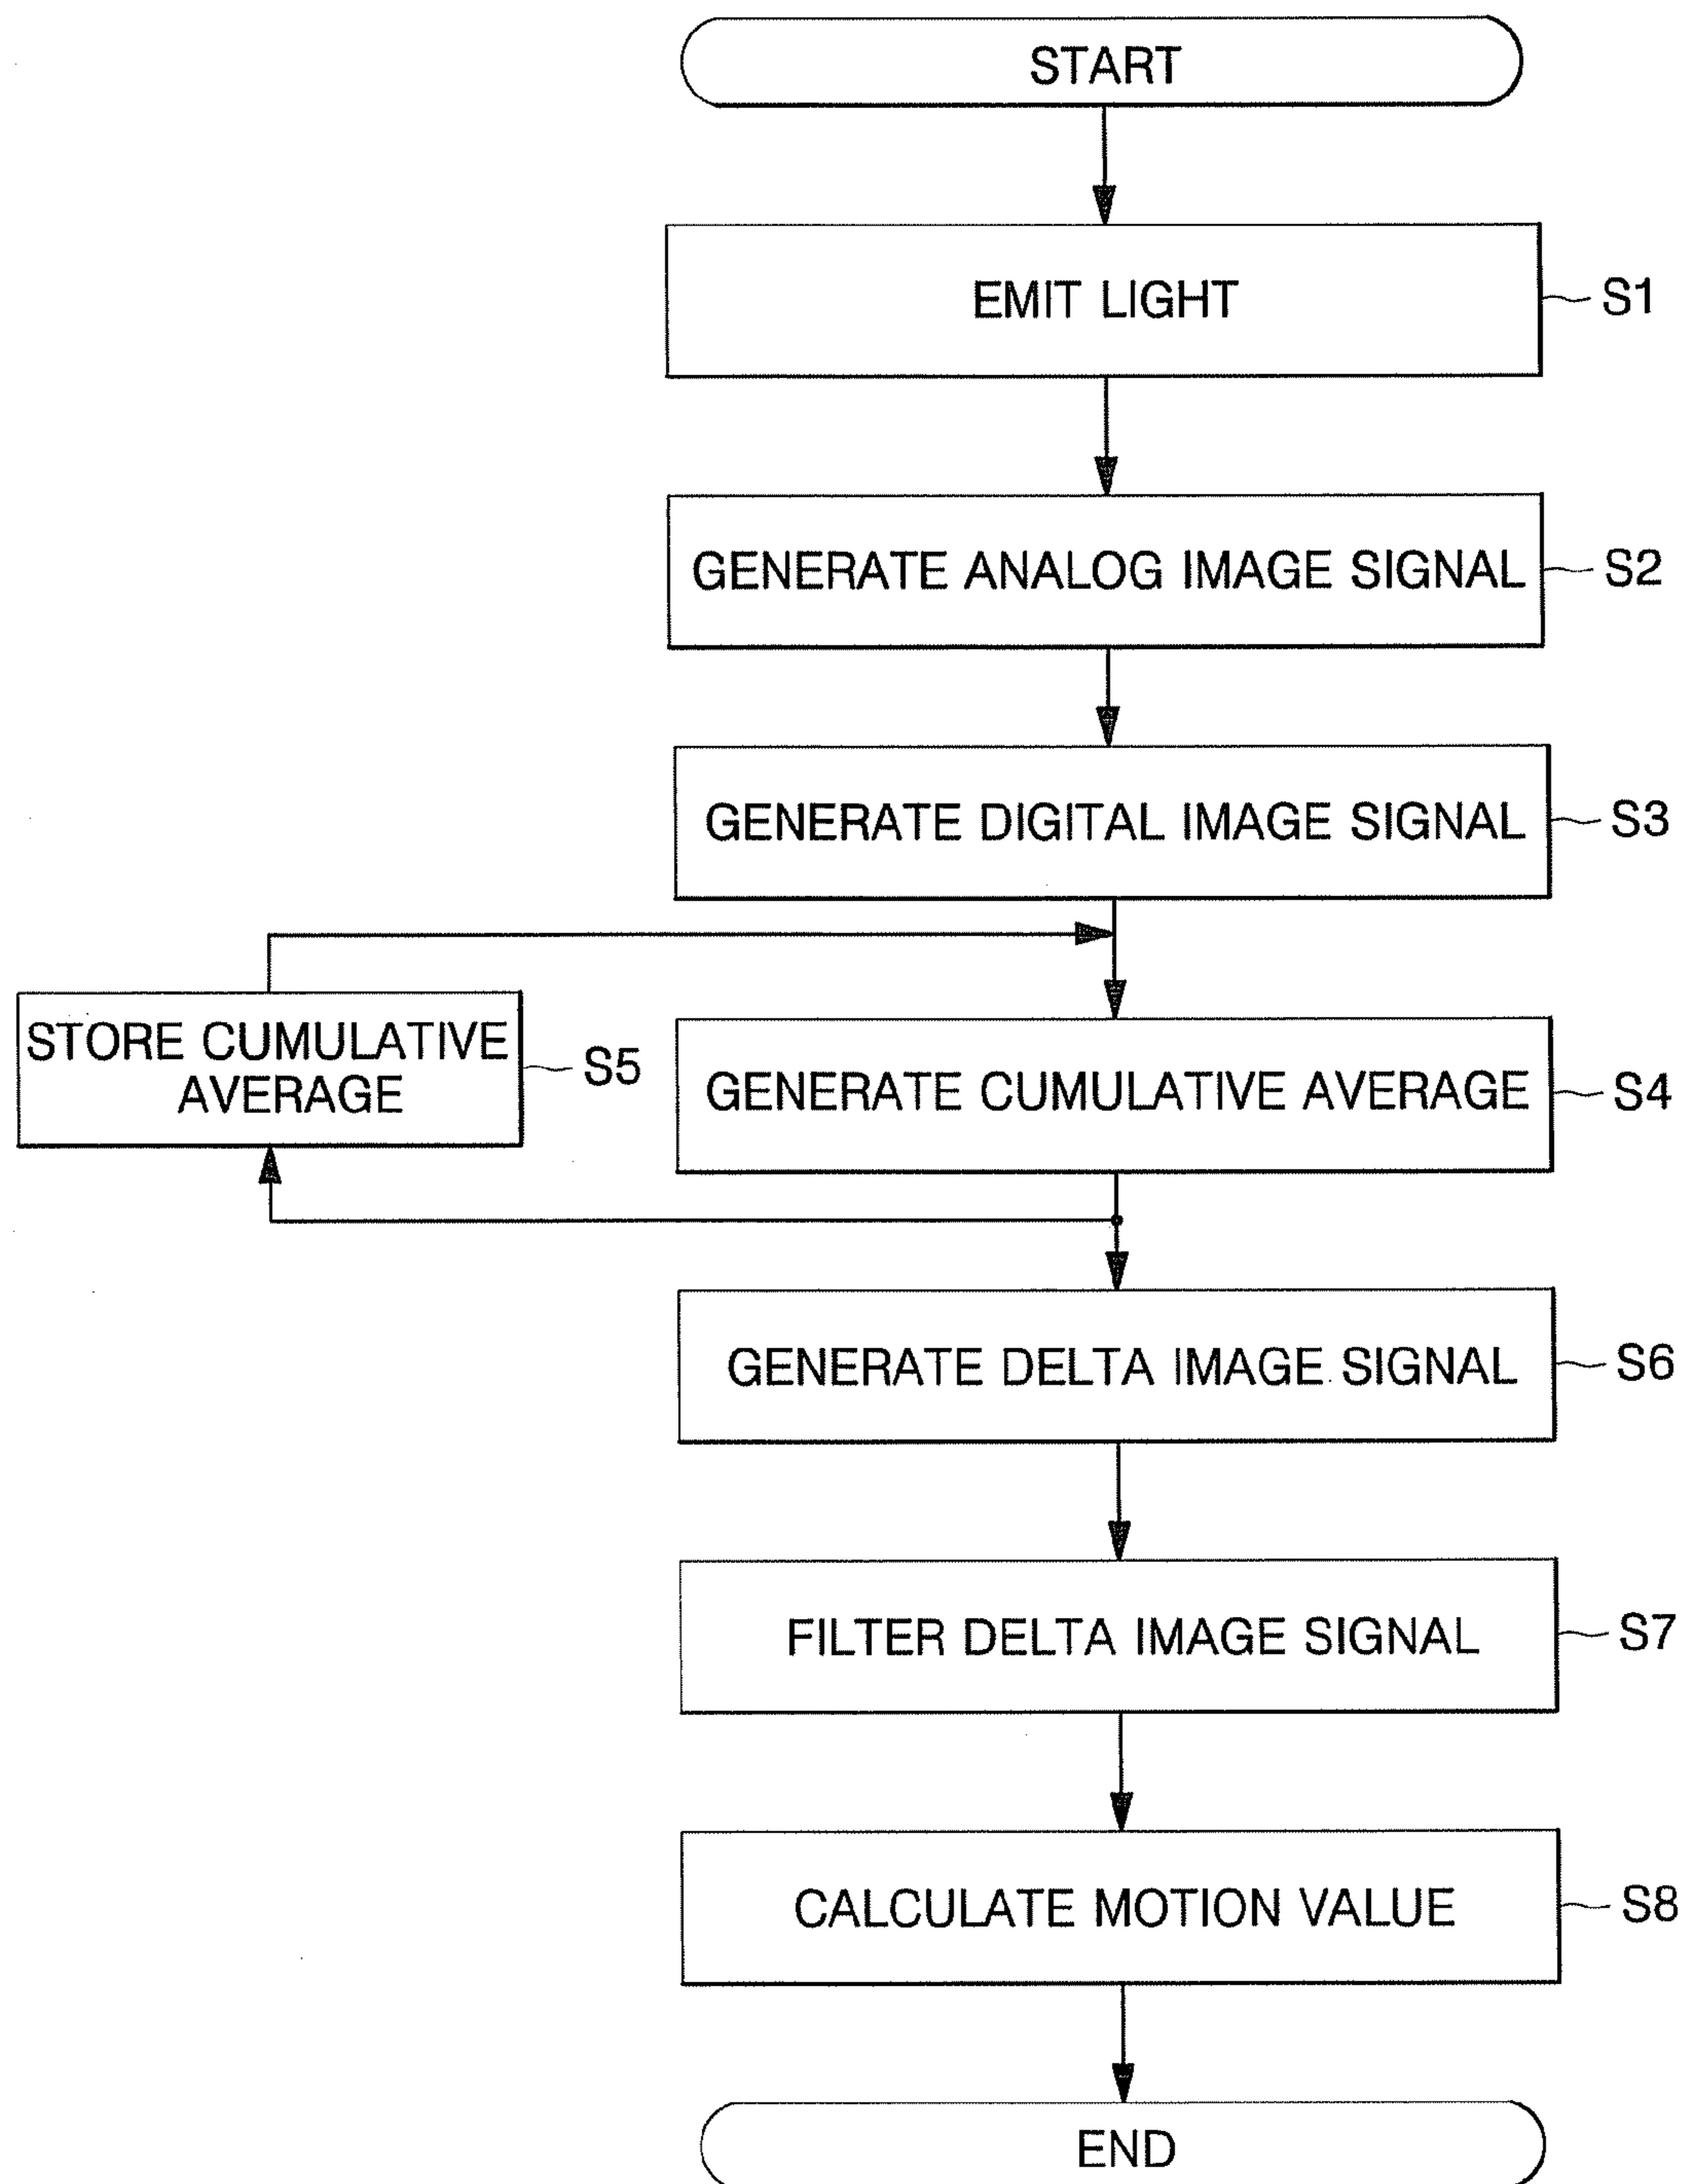 START
EMIT LIGHT
S1
GENERATE ANALOG IMAGE SIGNAL
S2
GENERATE DIGITAL IMAGE SIGNAL
S3
STORE CUMULATIVE
AVERAGE
S5
GENERATE CUMULATIVE AVERAGE
S4
GENERATE DELTA IMAGE SIGNAL
S6
FILTER DELTA IMAGE SIGNAL
S7
CALCULATE MOTION VALUE
S8
END